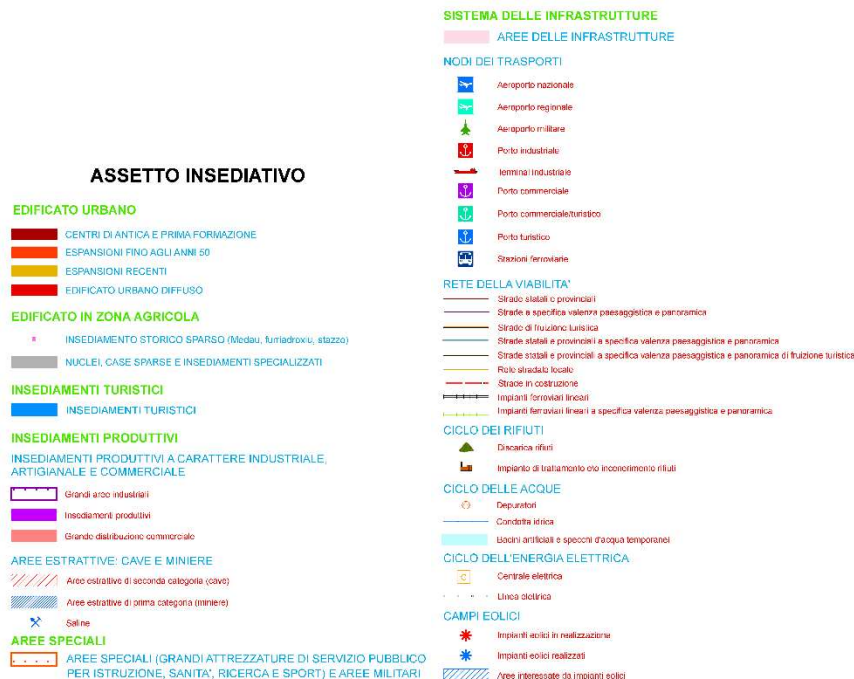 ASSETTO INSEDIATIVO
EDIFICATO URBANO
CENTRI DI ANTICA E PRIMA FORMAZIONE
ESPANSIONI FINO AGLI ANNI 50
ESPANSIONI RECENTI
EDIFICATO URBANO DIFFUSO
EDIFICATO IN ZONA AGRICOLA
INSEDIAMENTO STORICO SPARSO (Medau, furriadroxiu, stazzo)
NUCLEI, CASE SPARSE E INSEDIAMENTI SPECIALIZZATI
INSEDIAMENTI TURISTICI
INSEDIAMENTI TURISTICI
INSEDIAMENTI PRODUTTIVI
INSEDIAMENTI PRODUTTIVI A CARATTERE INDUSTRIALE,
ARTIGIANALE E COMMERCIALE
Grandi aree industriali
Insediamenti produttivi
Grande distribuzione commerciale
AREE ESTRATTIVE: CAVE E MINIERE
Aree estrattive di seconda categoria (cave)
Aree estrattive di prima categoria (miniere)
Saline
AREE SPECIALI
AREE SPECIALI (GRANDI ATTREZZATURE DI SERVIZIO PUBBLICO
PER ISTRUZIONE, SANITA', RICERCA E SPORT) E AREE MILITARI
SISTEMA DELLE INFRASTRUTTURE
AREE DELLE INFRASTRUTTURE
NODI DEI TRASPORTI
Aeroporto nazionale
Aeroporto regionale
Aeroporto militare
Porto industriale
Terminal industriale
Porto commerciale
Porto commerciale/turistico
Porto turistico
Stazioni ferroviarie
RETE DELLA VIABILITA'
Strade statali e provinciali
Strade a specifica valenza paesaggistica e panoramica
Strade di fruizione turistica
Strade statali e provinciali a specifica valenza paesaggistica e panoramica
Strade statali e provinciali a specifica valenza paesaggistica e panoramica di fruizione turistica
Rete stradale locale
Strade in costruzione
Impianti ferroviari lineari
Impianti ferroviari lineari a specifica valenza paesaggistica e panoramica
CICLO DEI RIFIUTI
Discarica rifiuti
Impianto di trattamento e/o incenerimento rifiuti
CICLO DELLE ACQUE
Depuratori
Condotta idrica
Bacini artificiali e specchi d'acqua temporanei
CICLO DELL'ENERGIA ELETTRICA
C
Centrale elettrica
Linea elettrica
CAMPI EOLICI
Impianti eolici in realizzazione
Impianti eolici realizzati
Aree interessate da impianti eolici